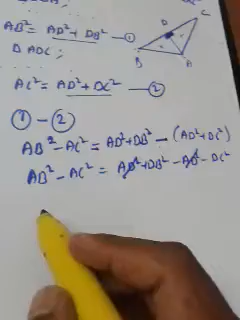 AB² = AD² + DB² — ①
D
C
B
A
Δ ADC ;
AC² = AD² + DC² — ②
① - ②
AB² - AC² = AD² + DB² - (AD² + DC²)
AB² - AC² = AD² + DB² - AD² - DC²